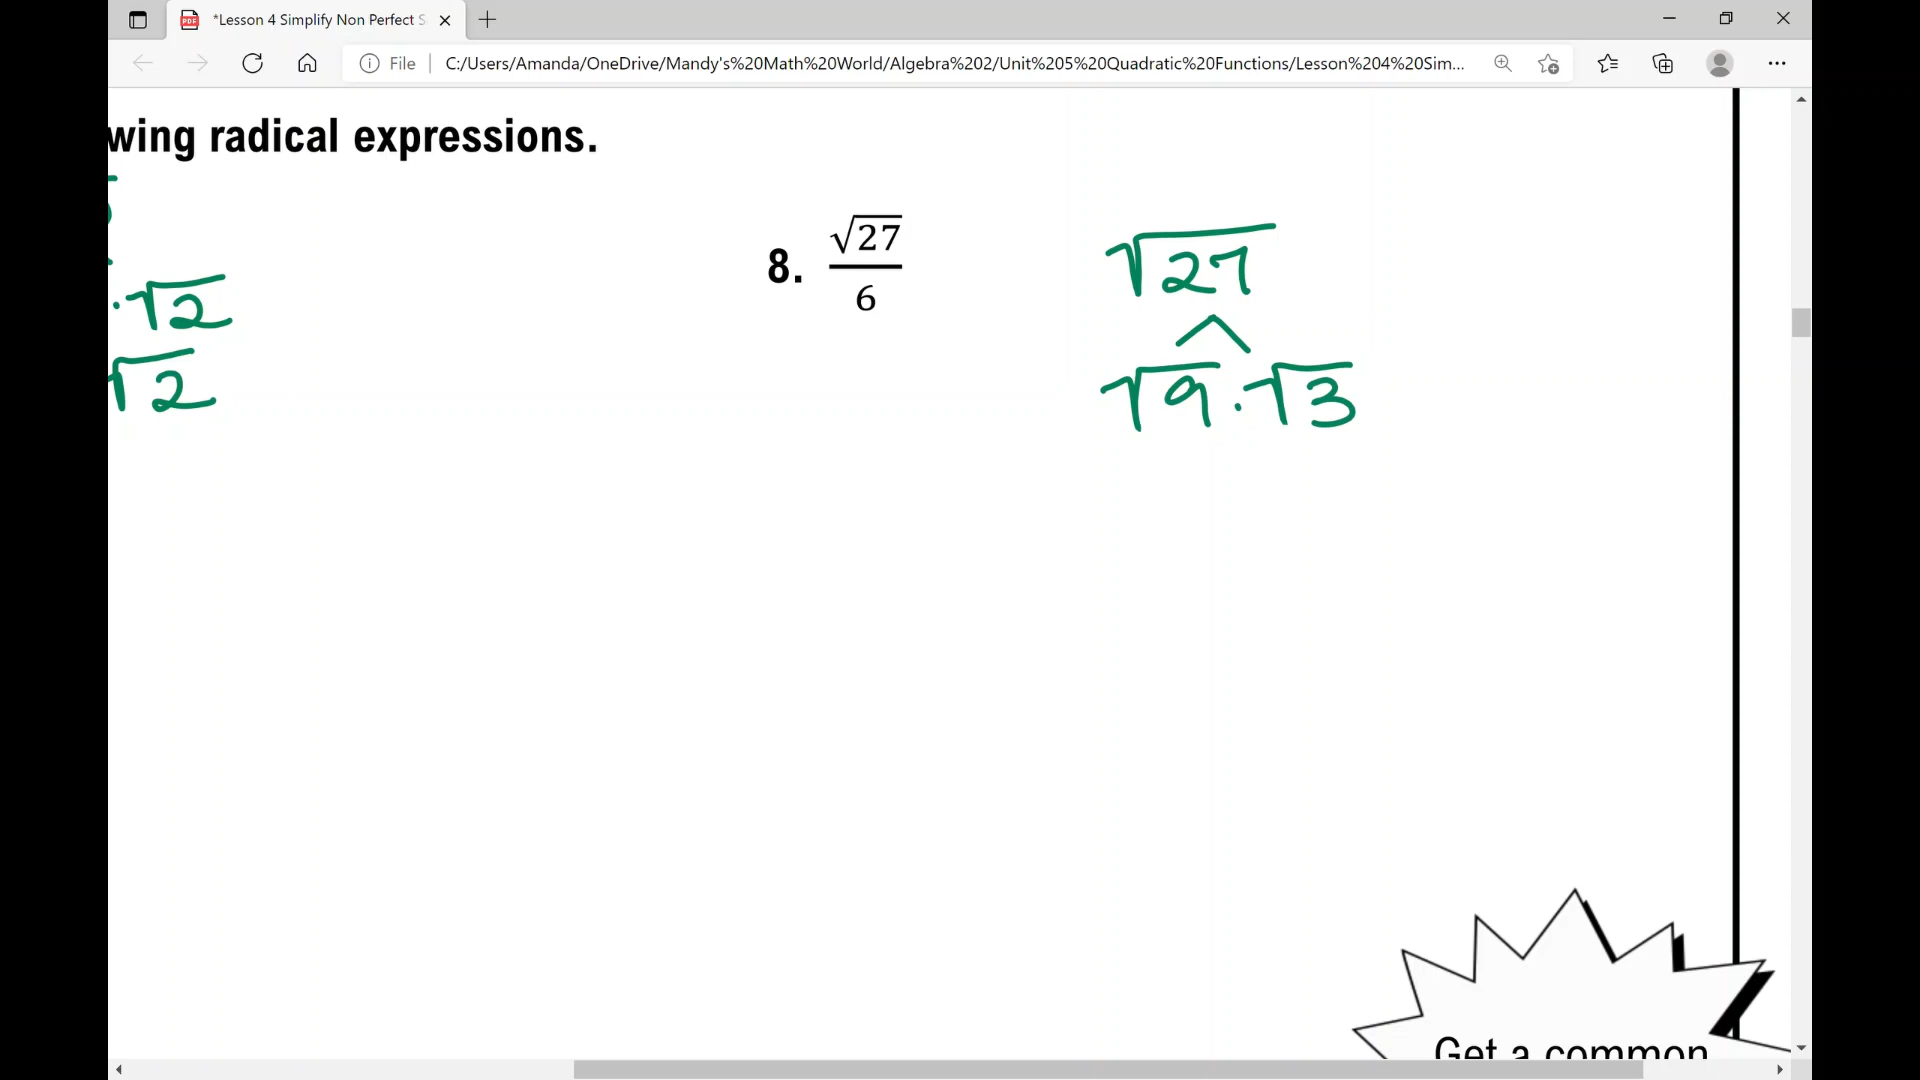 *Lesson 4 Simplify Non Perfect S
File
C:/Users/Amanda/OneDrive/Mandy's%20Math%20World/Algebra%202/Unit%205%20Quadratic%20Functions/Lesson%204%20Sim...
wing radical expressions.
· √2
√2
8. √27
6
√27
√9 · √3
Get a common